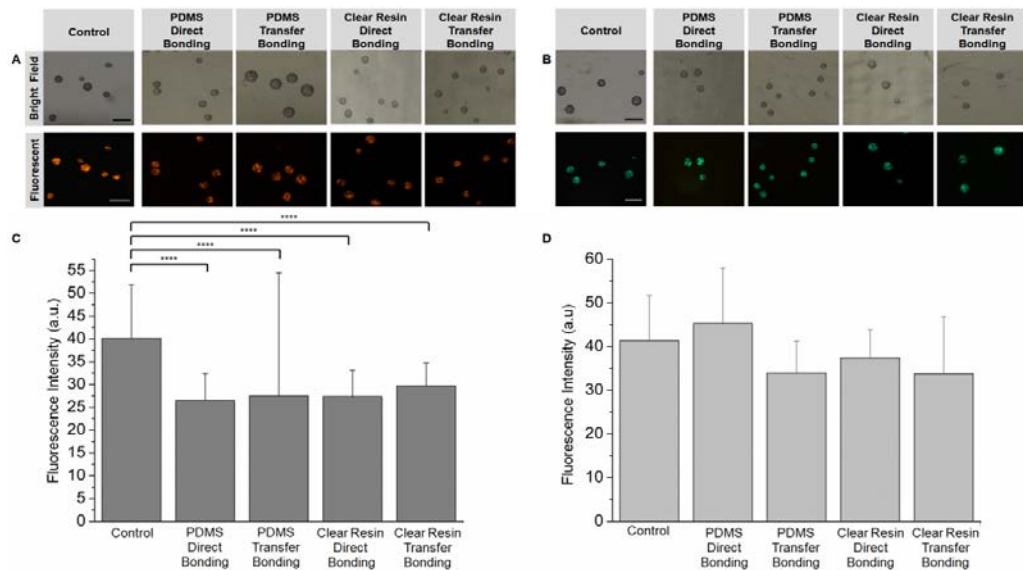 Control
PDMS
Direct
Bonding
PDMS
Transfer
Bonding
Clear Resin
Direct
Bonding
Clear Resin
Transfer
Bonding
A
Bright Field
Fluorescent
Control
PDMS
Direct
Bonding
PDMS
Transfer
Bonding
Clear Resin
Direct
Bonding
Clear Resin
Transfer
Bonding
B
C
****
****
****
****
Fluorescence Intensity (a.u.)
55
50
45
40
35
30
25
20
15
10
5
0
Control
PDMS
Direct
Bonding
PDMS
Transfer
Bonding
Clear Resin
Direct
Bonding
Clear Resin
Transfer
Bonding
D
Fluorescence Intensity (a.u)
60
50
40
30
20
10
0
Control
PDMS
Direct
Bonding
PDMS
Transfer
Bonding
Clear Resin
Direct
Bonding
Clear Resin
Transfer
Bonding